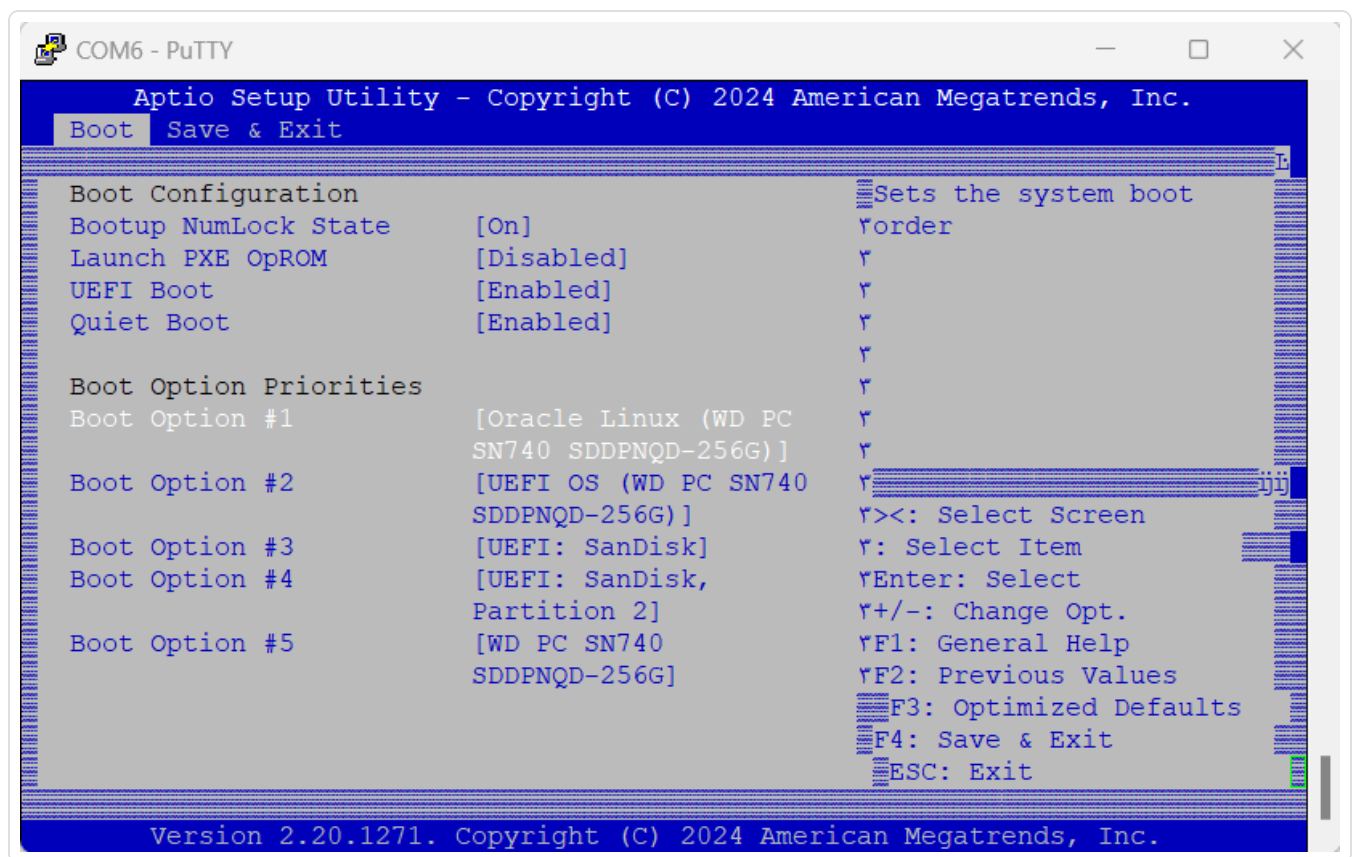 COM6 - PuTTY
Aptio Setup Utility - Copyright (C) 2024 American Megatrends, Inc.
Boot Save & Exit
Boot Configuration
Bootup NumLock State [On]
Launch PXE OpROM [Disabled]
UEFI Boot [Enabled]
Quiet Boot [Enabled]
Boot Option Priorities
Boot Option #1 [Oracle Linux (WD PC
SN740 SDDPNQD-256G)]
Boot Option #2 [UEFI OS (WD PC SN740
SDDPNQD-256G)]
Boot Option #3 [UEFI: SanDisk]
Boot Option #4 [UEFI: SanDisk,
Partition 2]
Boot Option #5 [WD PC SN740
SDDPNQD-256G]
Sets the system boot
order
><: Select Screen
: Select Item
Enter: Select
+/-: Change Opt.
F1: General Help
F2: Previous Values
F3: Optimized Defaults
F4: Save & Exit
ESC: Exit
Version 2.20.1271. Copyright (C) 2024 American Megatrends, Inc.